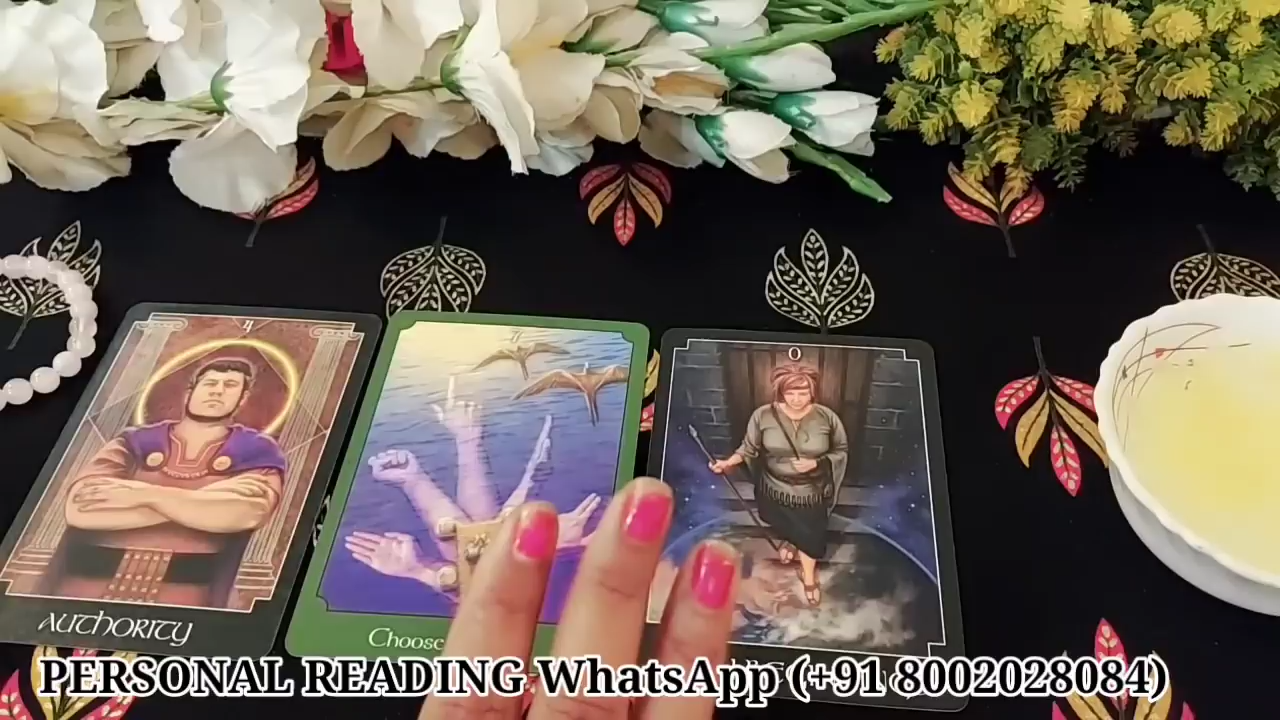 4
7
0
AUTHORITY
Choose
PERSONAL READING WhatsApp (+91 8002028084)